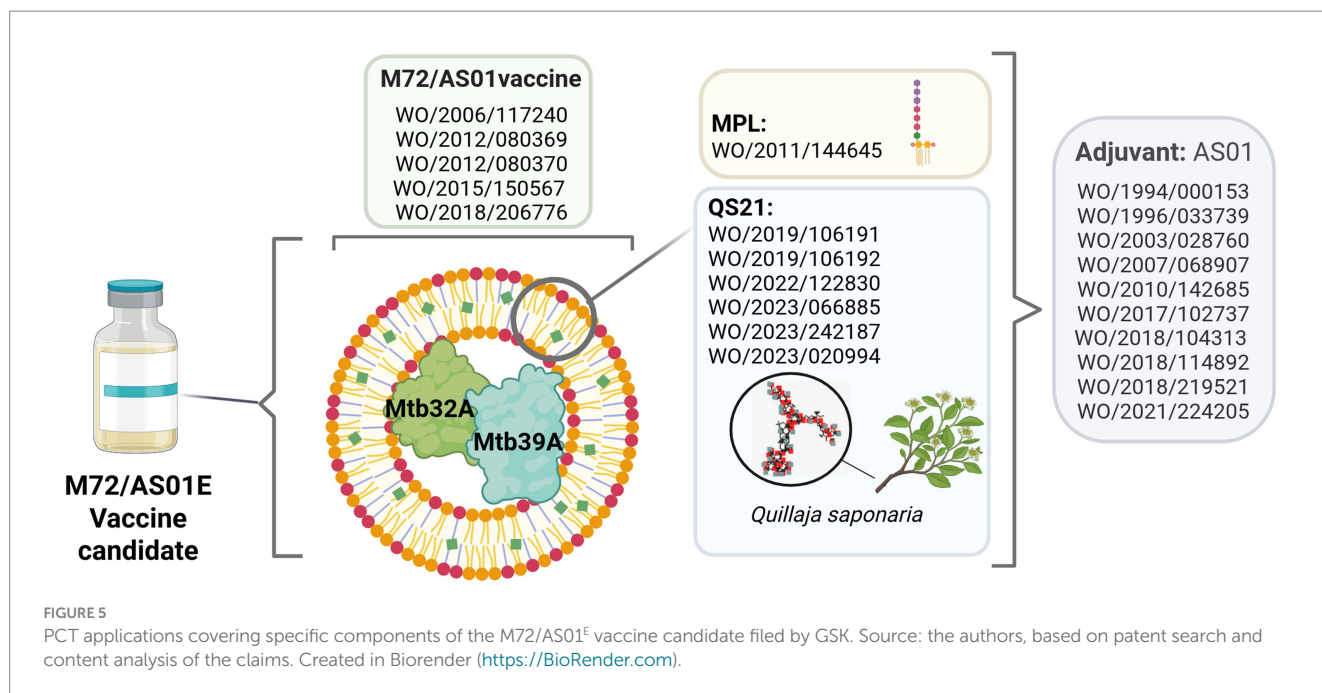 M72/AS01vaccine
WO/2006/117240
WO/2012/080369
WO/2012/080370
WO/2015/150567
WO/2018/206776
MPL:
WO/2011/144645
QS21:
WO/2019/106191
WO/2019/106192
WO/2022/122830
WO/2023/066885
WO/2023/242187
WO/2023/020994
Quillaja saponaria
Adjuvant: AS01
WO/1994/000153
WO/1996/033739
WO/2003/028760
WO/2007/068907
WO/2010/142685
WO/2017/102737
WO/2018/104313
WO/2018/114892
WO/2018/219521
WO/2021/224205
Mtb32A
Mtb39A
M72/AS01E
Vaccine
candidate
FIGURE 5
PCT applications covering specific components of the M72/AS01ᴱ vaccine candidate filed by GSK. Source: the authors, based on patent search and
content analysis of the claims. Created in Biorender (https://BioRender.com).